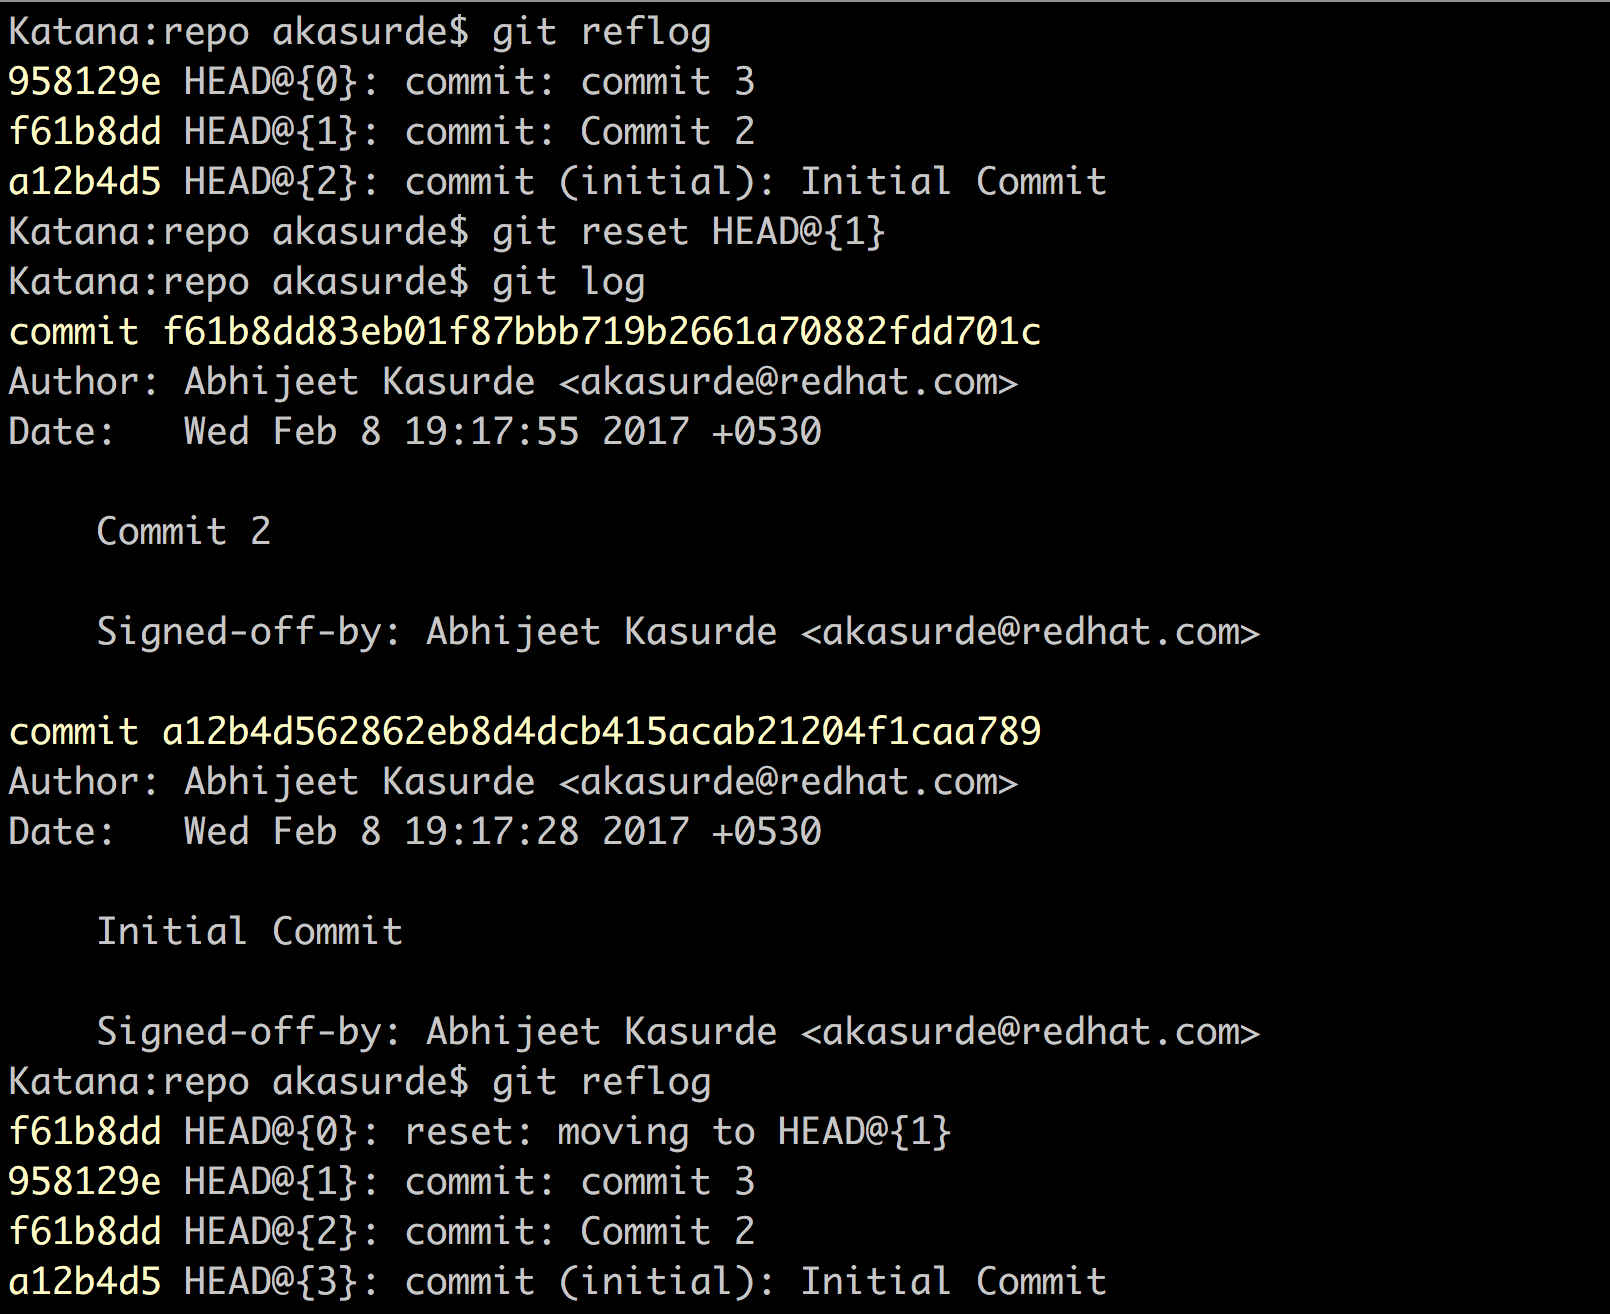 Katana:repo akasurde$ git reflog
958129e HEAD@{0}: commit: commit 3
f61b8dd HEAD@{1}: commit: Commit 2
a12b4d5 HEAD@{2}: commit (initial): Initial Commit
Katana:repo akasurde$ git reset HEAD@{1}
Katana:repo akasurde$ git log
commit f61b8dd83eb01f87bbb719b2661a70882fdd701c
Author: Abhijeet Kasurde <akasurde@redhat.com>
Date:   Wed Feb 8 19:17:55 2017 +0530

    Commit 2

    Signed-off-by: Abhijeet Kasurde <akasurde@redhat.com>

commit a12b4d562862eb8d4dcb415acab21204f1caa789
Author: Abhijeet Kasurde <akasurde@redhat.com>
Date:   Wed Feb 8 19:17:28 2017 +0530

    Initial Commit

    Signed-off-by: Abhijeet Kasurde <akasurde@redhat.com>
Katana:repo akasurde$ git reflog
f61b8dd HEAD@{0}: reset: moving to HEAD@{1}
958129e HEAD@{1}: commit: commit 3
f61b8dd HEAD@{2}: commit: Commit 2
a12b4d5 HEAD@{3}: commit (initial): Initial Commit